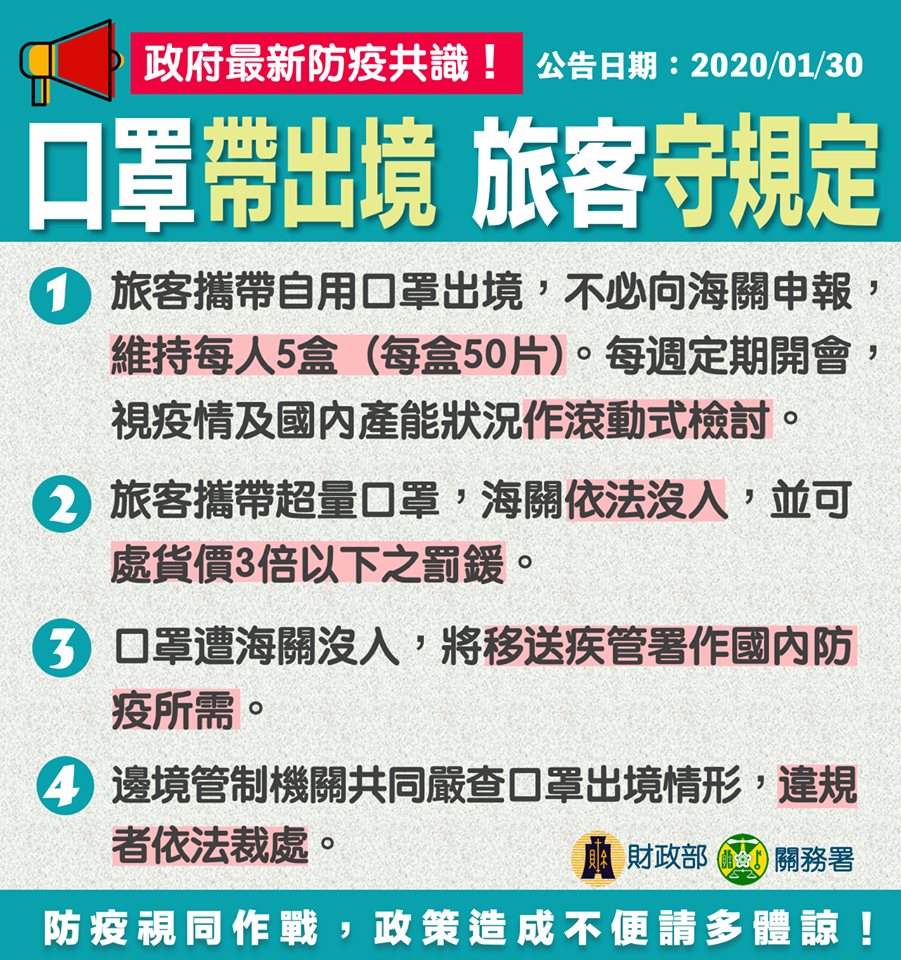 政府最新防疫共識！
公告日期：2020/01/30
口罩帶出境 旅客守規定
1 旅客攜帶自用口罩出境，不必向海關申報，
維持每人5盒（每盒50片）。每週定期開會，
視疫情及國內產能狀況作滾動式檢討。
2 旅客攜帶超量口罩，海關依法沒入，並可
處貨價3倍以下之罰鍰。
3 口罩遭海關沒入，將移送疾管署作國內防
疫所需。
4 邊境管制機關共同嚴查口罩出境情形，違規
者依法裁處。
財政部 關務署
防疫視同作戰，政策造成不便請多體諒！